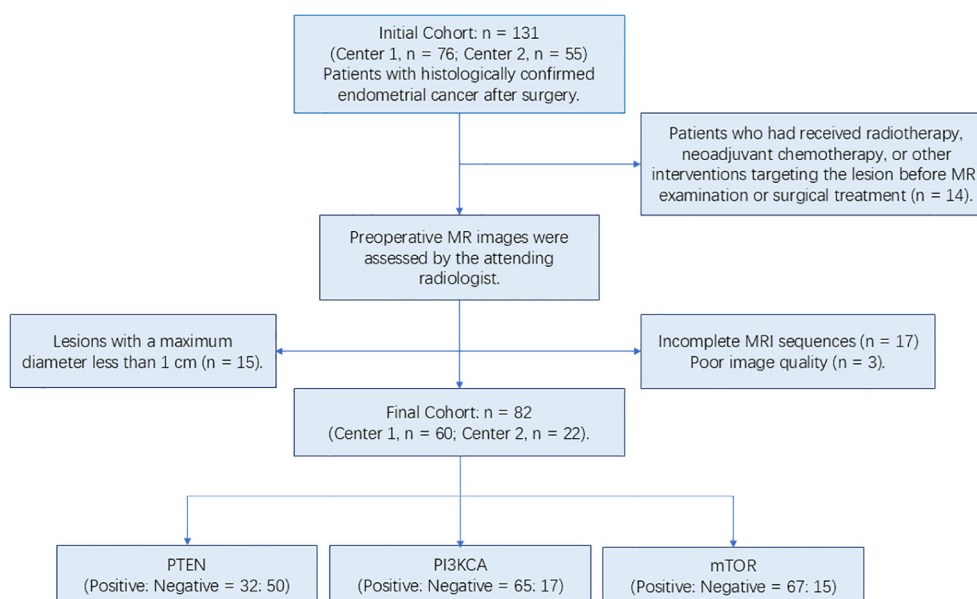 Initial Cohort: n = 131
(Center 1, n = 76; Center 2, n = 55)
Patients with histologically confirmed
endometrial cancer after surgery.
Patients who had received radiotherapy,
neoadjuvant chemotherapy, or other
interventions targeting the lesion before MR
examination or surgical treatment (n = 14).
Preoperative MR images were
assessed by the attending
radiologist.
Lesions with a maximum
diameter less than 1 cm (n = 15).
Incomplete MRI sequences (n = 17)
Poor image quality (n = 3).
Final Cohort: n = 82
(Center 1, n = 60; Center 2, n = 22).
PTEN
(Positive: Negative = 32: 50)
PI3KCA
(Positive: Negative = 65: 17)
mTOR
(Positive: Negative = 67: 15)